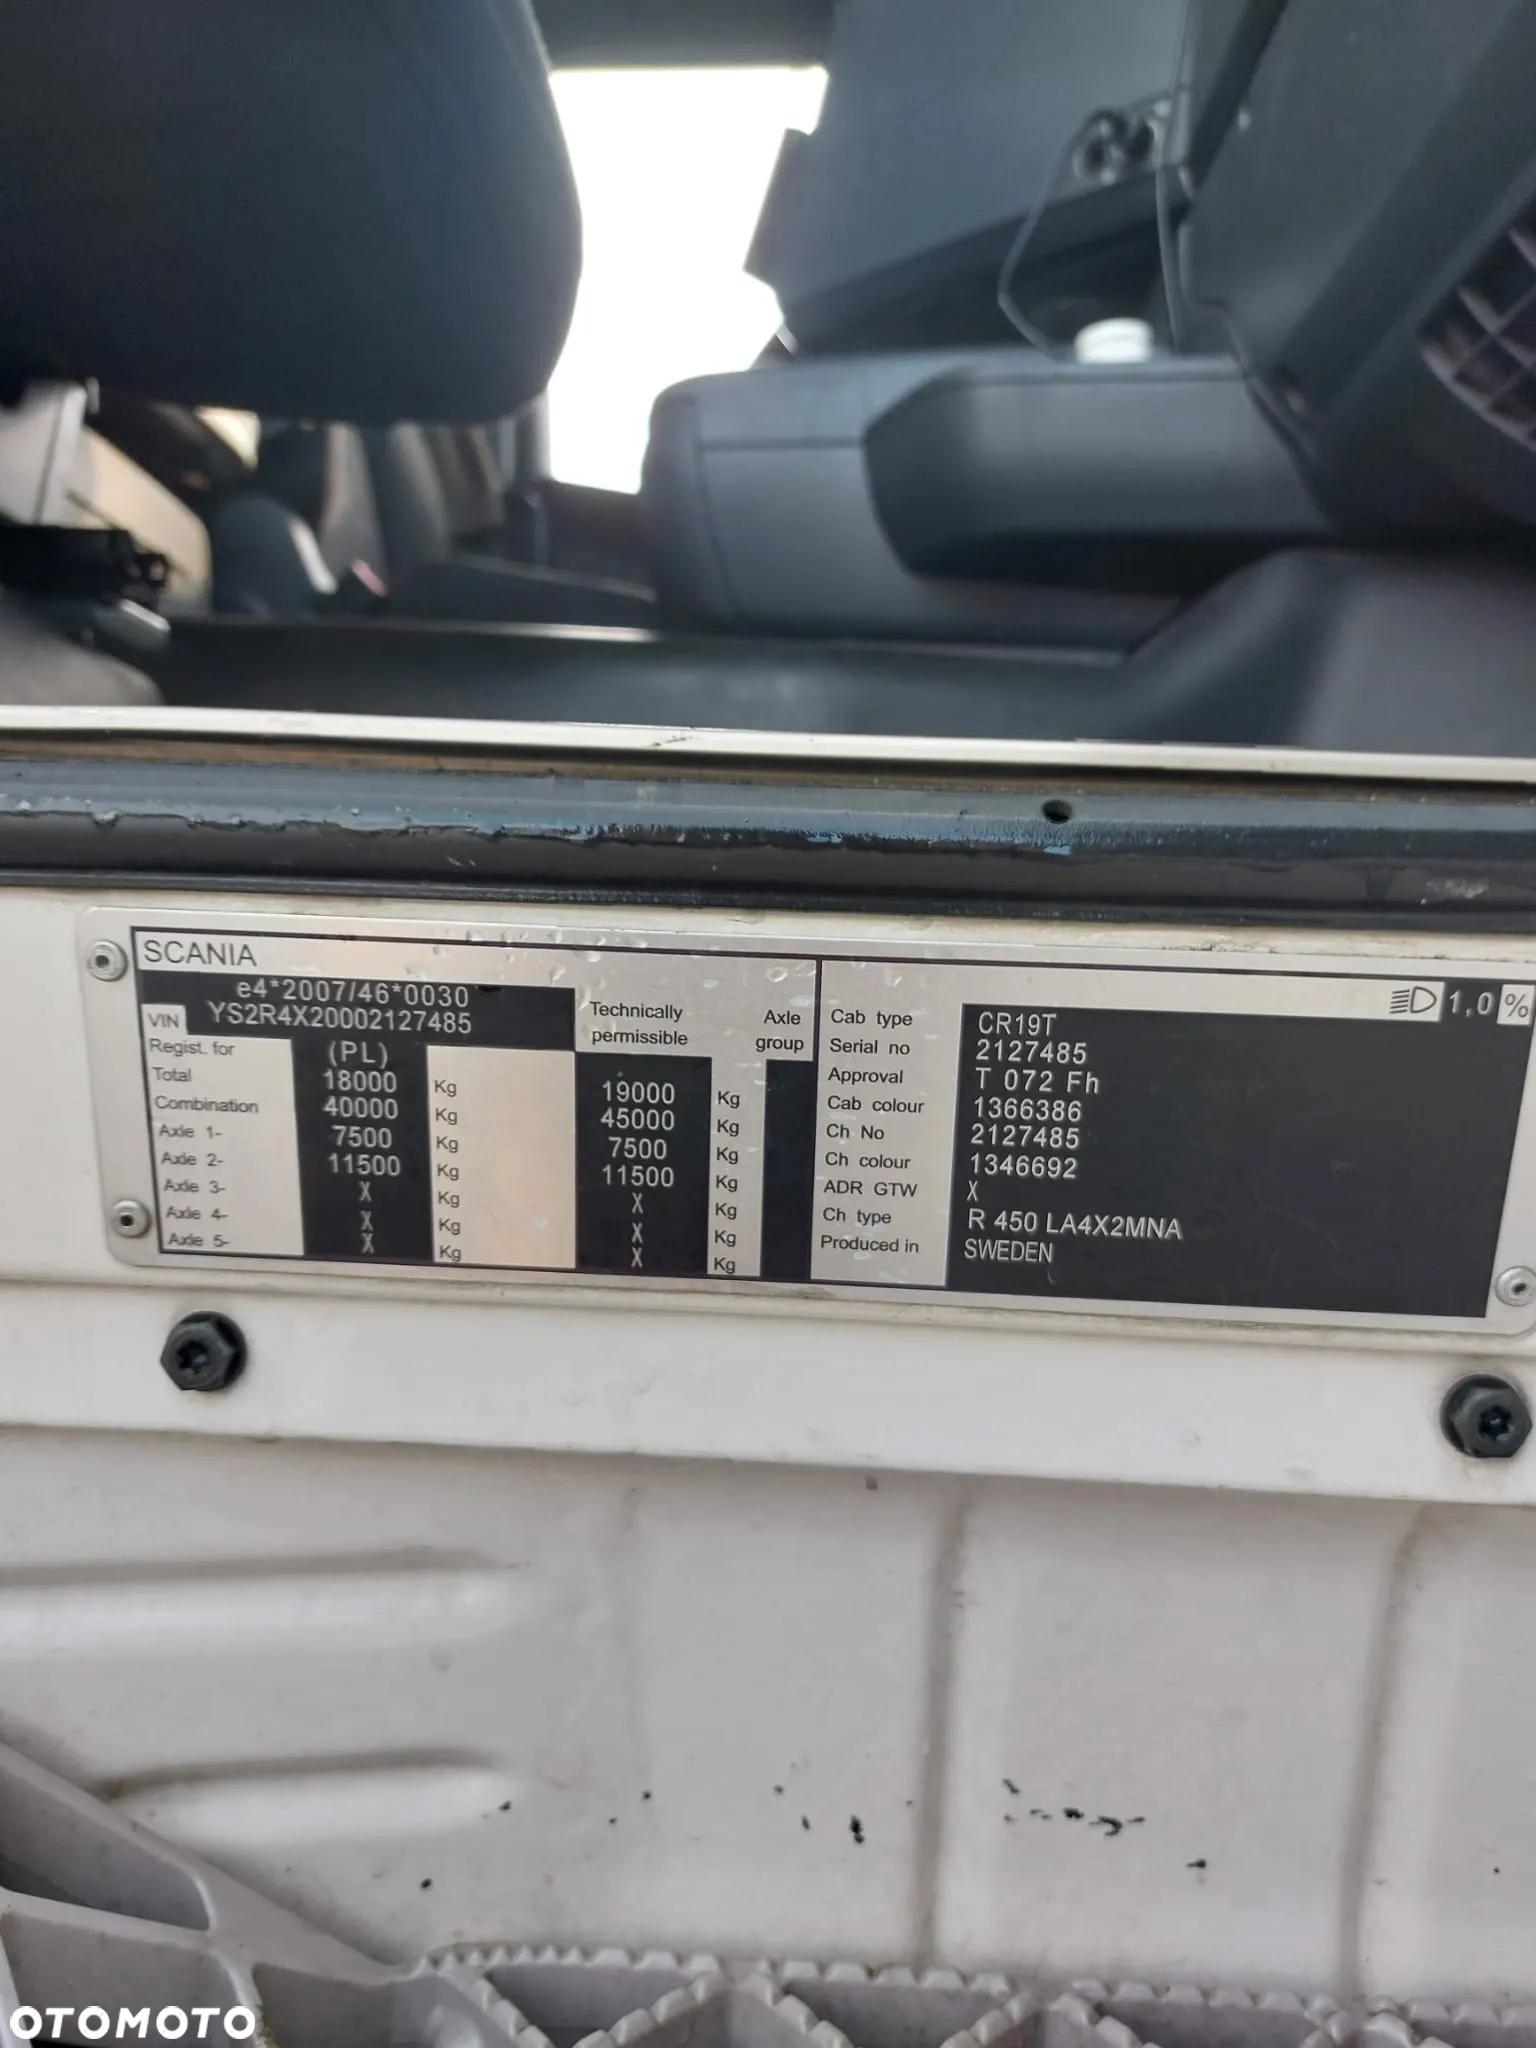 SCANIA
e4*2007/46*0030
VIN YS2R4X20002127485
Technically permissible
Axle group
Regist. for (PL)
Total 18000 Kg 19000 Kg
Combination 40000 Kg 45000 Kg
Axle 1- 7500 Kg 7500 Kg
Axle 2- 11500 Kg 11500 Kg
Axle 3- X Kg X Kg
Axle 4- X Kg X Kg
Axle 5- X Kg X Kg
1,0 %
Cab type CR19T
Serial no 2127485
Approval T 072 Fh
Cab colour 1366386
Ch No 2127485
Ch colour 1346692
ADR GTW X
Ch type R 450 LA4X2MNA
Produced in SWEDEN
OTOMOTO